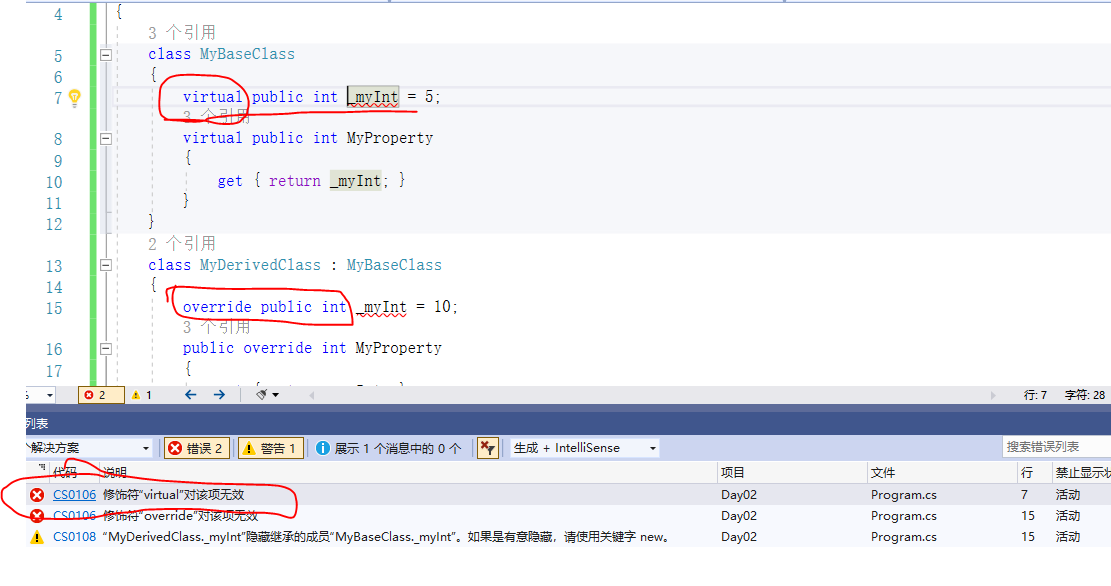 4 {
3 个引用
5 class MyBaseClass
6 {
7 virtual public int _myInt = 5;
3 个引用
8 virtual public int MyProperty
9 {
10 get { return _myInt; }
11 }
12 }
2 个引用
13 class MyDerivedClass : MyBaseClass
14 {
15 override public int _myInt = 10;
3 个引用
16 public override int MyProperty
17 {
2 1 行: 7 字符: 28
列表
解决方案 错误 2 警告 1 展示 1 个消息中的 0 个 生成 + IntelliSense 搜索错误列表
代码 说明 项目 文件 行 禁止显示状
CS0106 修饰符“virtual”对该项无效 Day02 Program.cs 7 活动
CS0106 修饰符“override”对该项无效 Day02 Program.cs 15 活动
CS0108 “MyDerivedClass._myInt”隐藏继承的成员“MyBaseClass._myInt”。如果是有意隐藏，请使用关键字 new。 Day02 Program.cs 15 活动